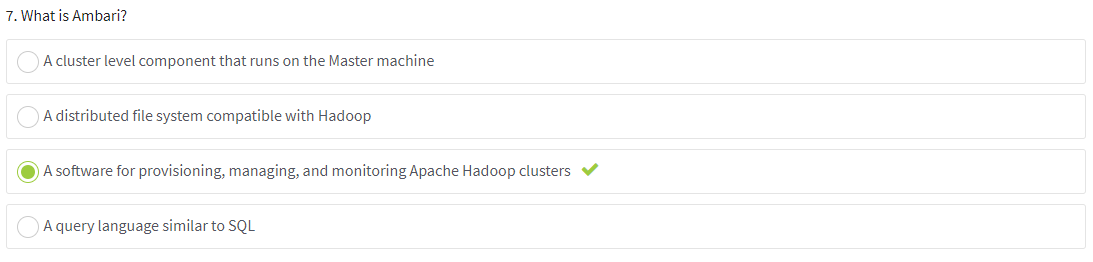 7. What is Ambari?
A cluster level component that runs on the Master machine
A distributed file system compatible with Hadoop
A software for provisioning, managing, and monitoring Apache Hadoop clusters
A query language similar to SQL